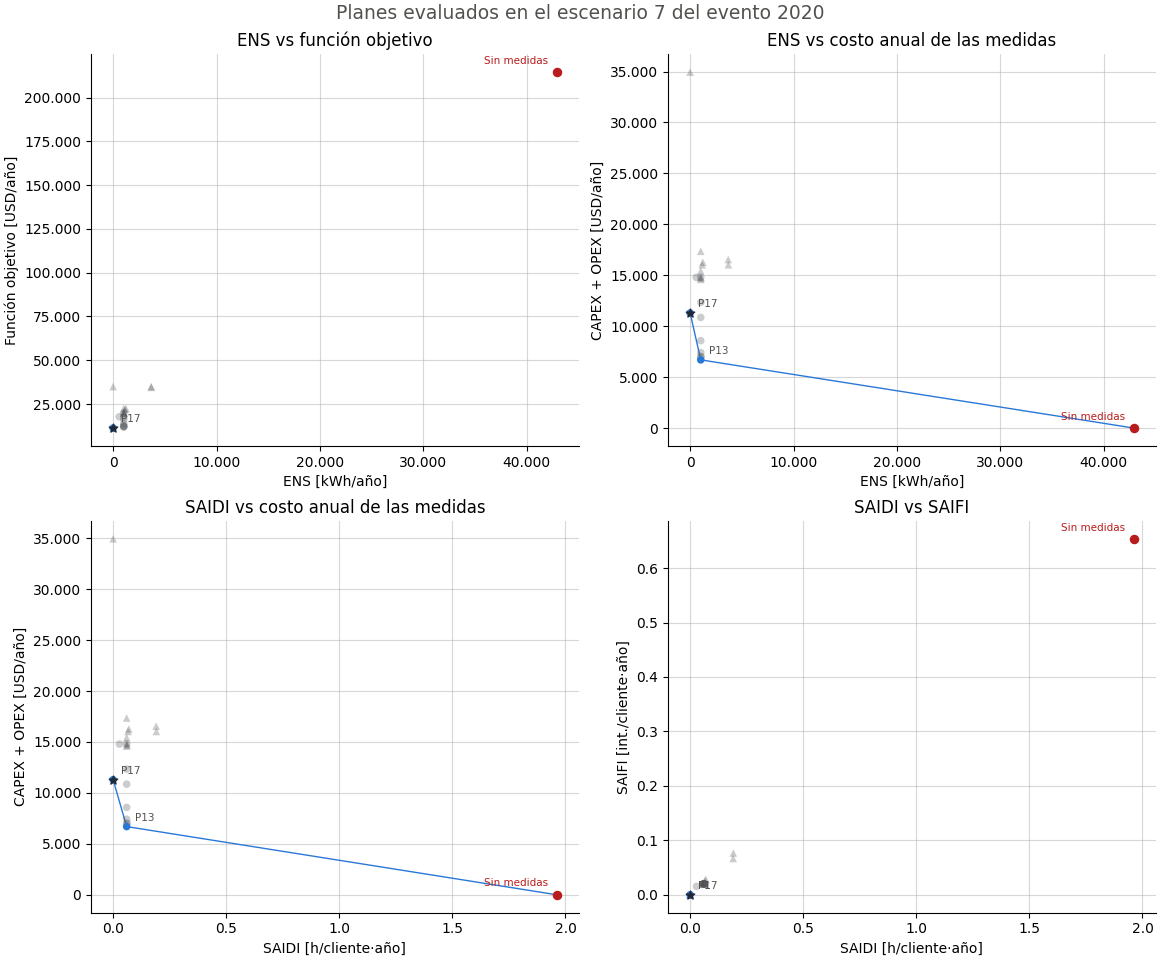 Planes evaluados en el escenario 7 del evento 2020
ENS vs función objetivo
Sin medidas
200.000
175.000
150.000
125.000
100.000
75.000
50.000
25.000
Función objetivo [USD/año]
P17
0
10.000
20.000
30.000
40.000
ENS [kWh/año]
ENS vs costo anual de las medidas
35.000
30.000
25.000
20.000
15.000
10.000
5.000
0
CAPEX + OPEX [USD/año]
P17
P13
Sin medidas
0
10.000
20.000
30.000
40.000
ENS [kWh/año]
SAIDI vs costo anual de las medidas
35.000
30.000
25.000
20.000
15.000
10.000
5.000
0
CAPEX + OPEX [USD/año]
P17
P13
Sin medidas
0.0
0.5
1.0
1.5
2.0
SAIDI [h/cliente·año]
SAIDI vs SAIFI
Sin medidas
0.6
0.5
0.4
0.3
0.2
0.1
0.0
SAIFI [int./cliente·año]
P17
0.0
0.5
1.0
1.5
2.0
SAIDI [h/cliente·año]